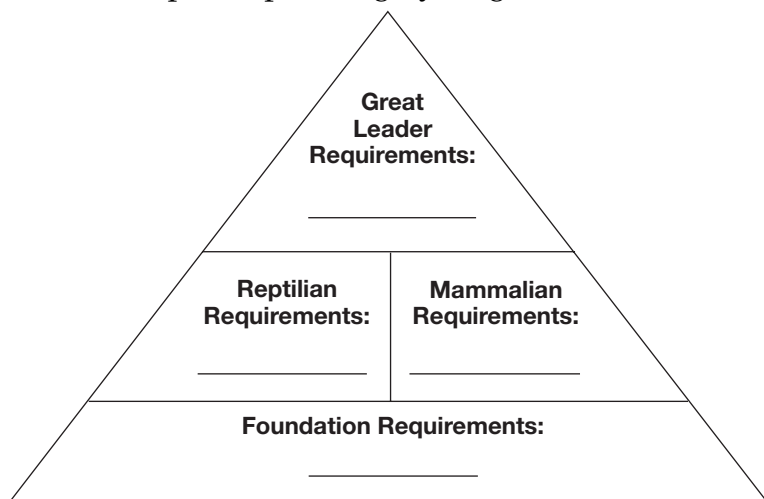 Great
Leader
Requirements:
Reptilian
Requirements:
Mammalian
Requirements:
Foundation Requirements: